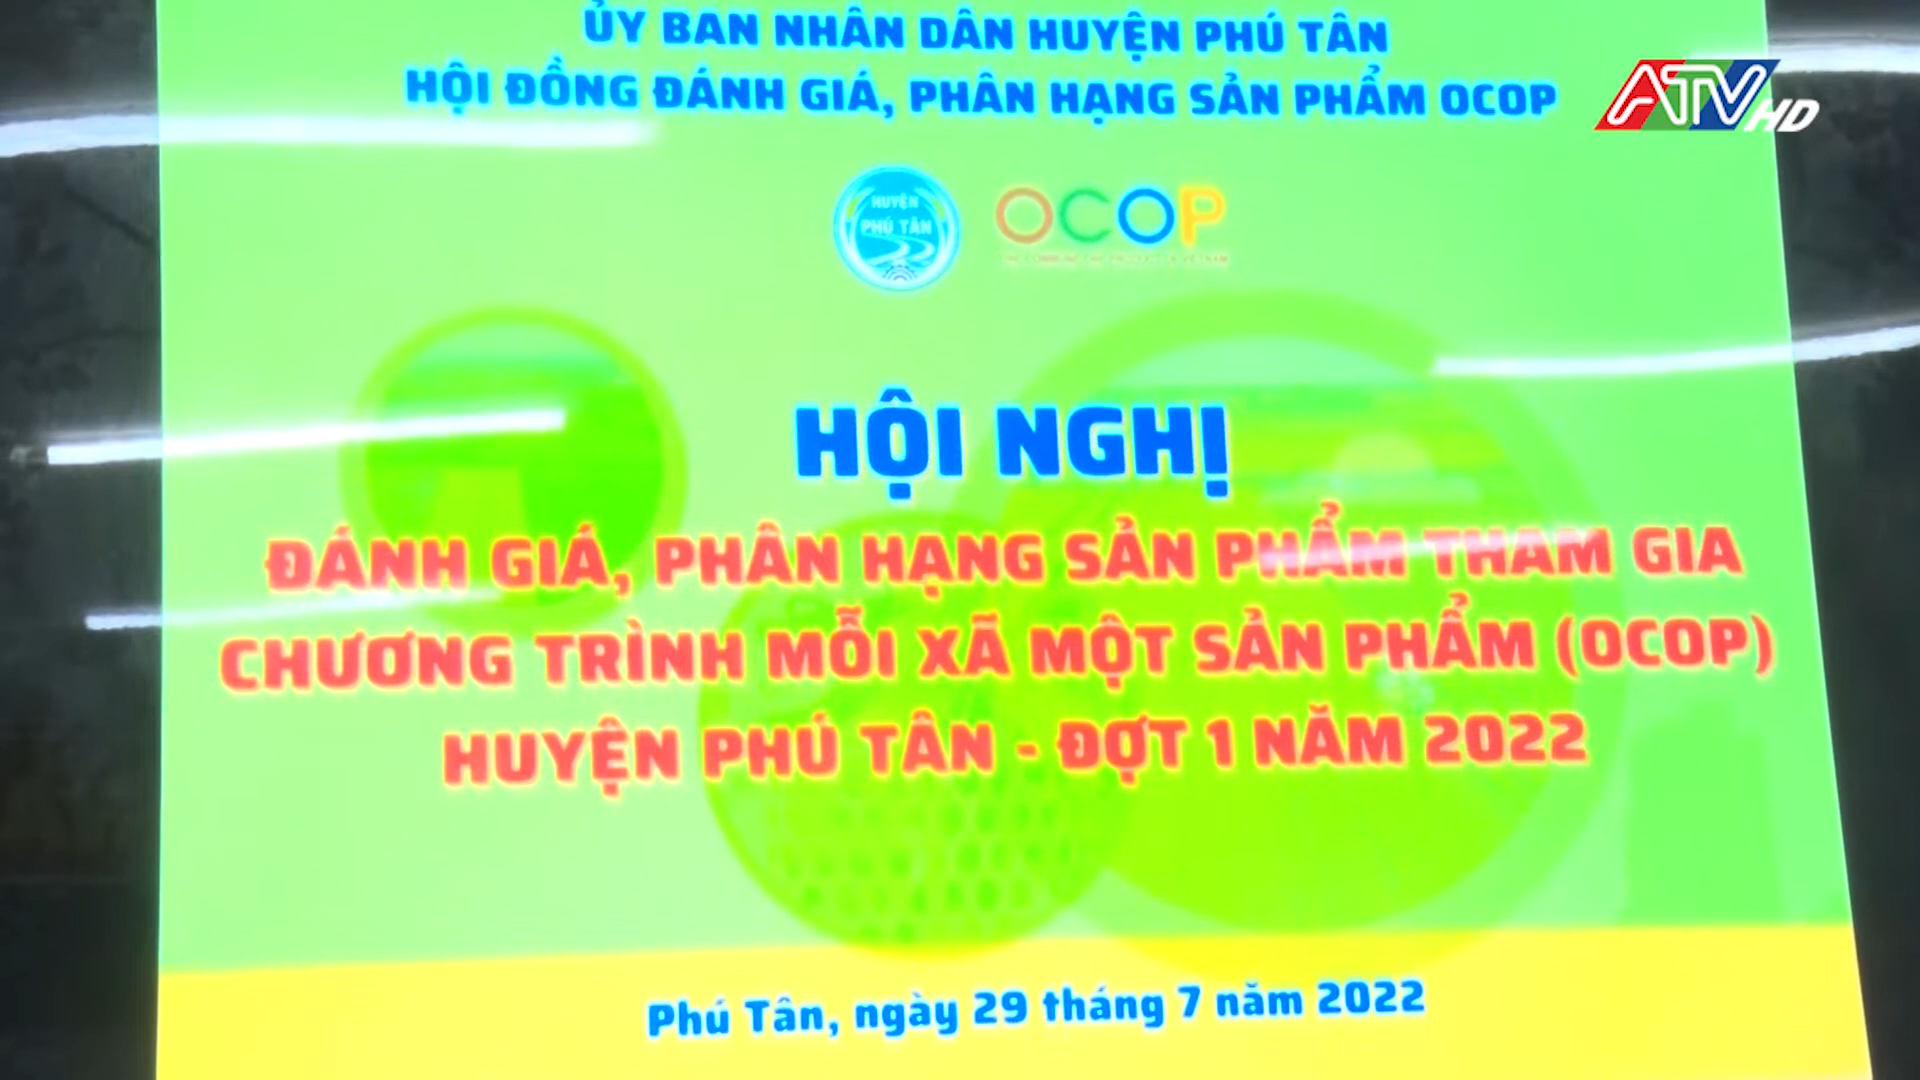 ỦY BAN NHÂN DÂN HUYỆN PHÚ TÂN
HỘI ĐỒNG ĐÁNH GIÁ, PHÂN HẠNG SẢN PHẨM OCOP
ATV HD
HUYỆN
PHÚ TÂN
OCOP
HỘI NGHỊ
ĐÁNH GIÁ, PHÂN HẠNG SẢN PHẨM THAM GIA
CHƯƠNG TRÌNH MỖI XÃ MỘT SẢN PHẨM (OCOP)
HUYỆN PHÚ TÂN - ĐỢT 1 NĂM 2022
Phú Tân, ngày 29 tháng 7 năm 2022